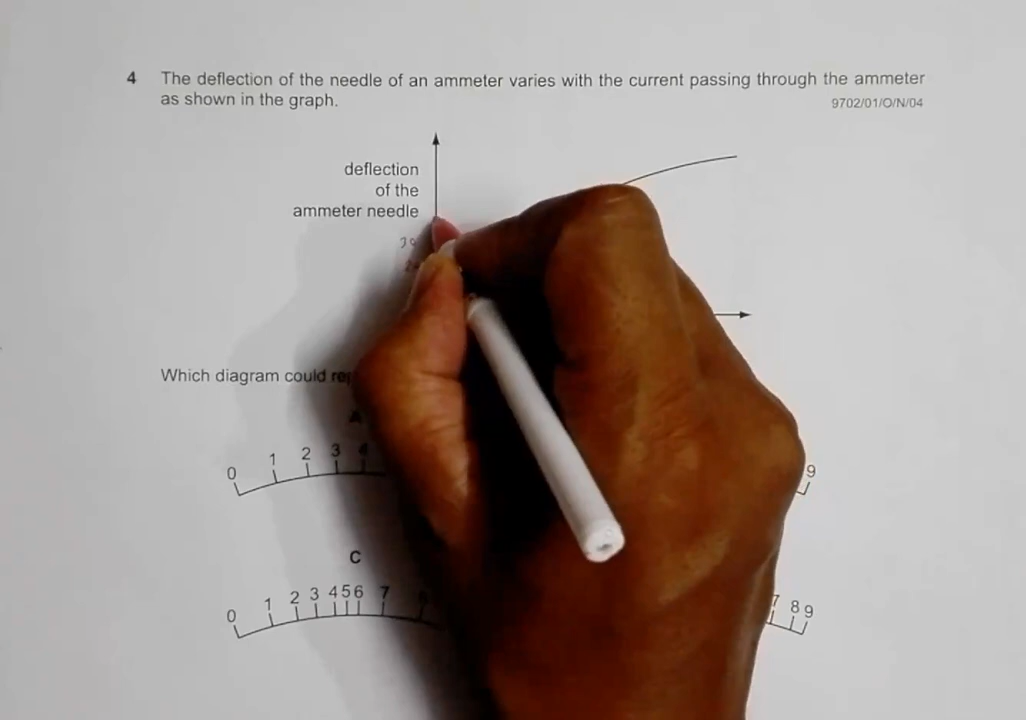 4 The deflection of the needle of an ammeter varies with the current passing through the ammeter
as shown in the graph.
9702/01/O/N/04
deflection
of the
ammeter needle
Which diagram could
A
0 1 2 3 4
9
C
0 1 2 3 4 5 6 7
7 8 9